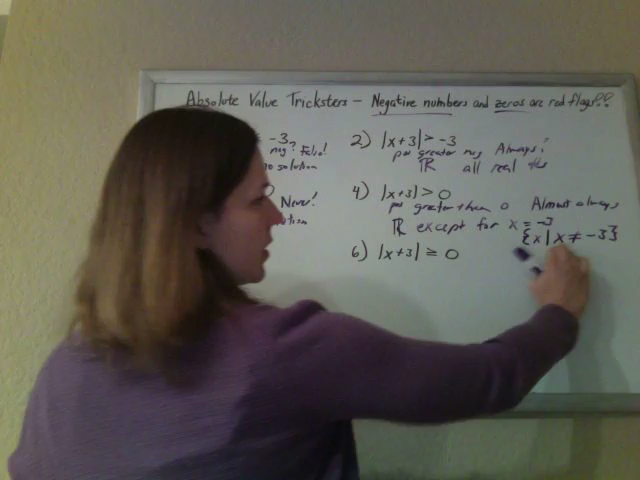 Absolute Value Tricksters - Negative numbers and zeros are red flags!!
-3
neg? False!
no solution
2) |x+3| > -3
pos greater neg Always!
ℝ all real #s
Never!
4) |x+3| > 0
pos greater than 0 Almost always
ℝ except for x = -3
{x | x ≠ -3}
6) |x+3| ≥ 0